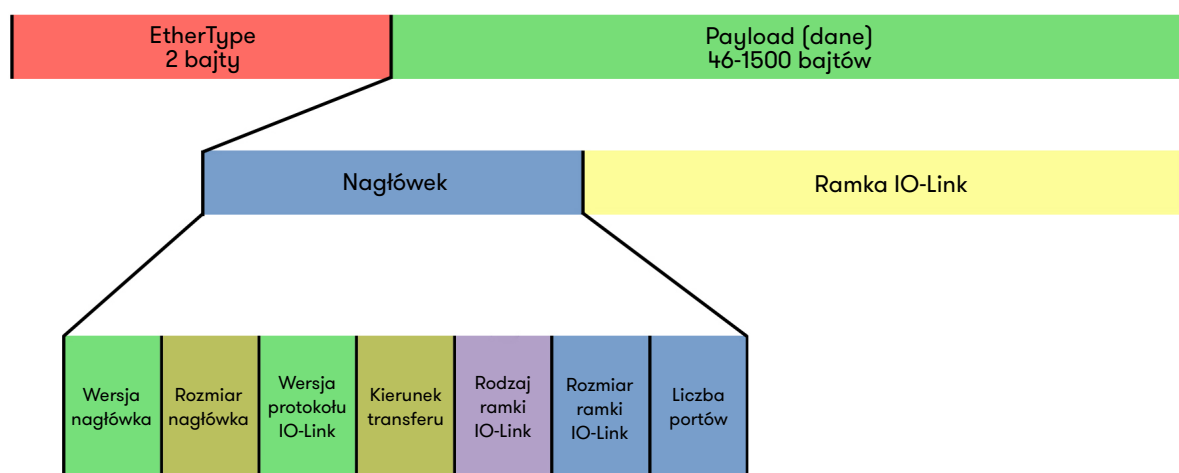 EtherType
2 bajty
Payload (dane)
46-1500 bajtów
Nagłówek
Ramka IO-Link
Wersja
nagłówka
Rozmiar
nagłówka
Wersja
protokołu
IO-Link
Kierunek
transferu
Rodzaj
ramki
IO-Link
Rozmiar
ramki
IO-Link
Liczba
portów